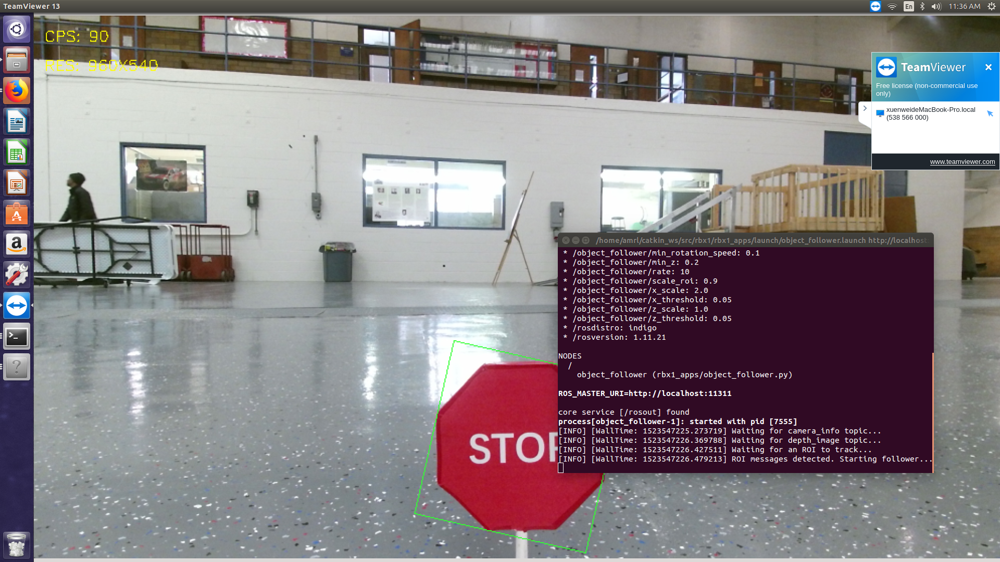 TeamViewer 13
En
11:36 AM
CPS: 90
RES: 960X540
TeamViewer
Free license (non-commercial use
only)
xuenweideMacBook-Pro.local
(538 566 000)
www.teamviewer.com
/home/amrl/catkin_ws/src/rbx1/rbx1_apps/launch/object_follower.launch http://localhost:
* /object_follower/min_rotation_speed: 0.1
* /object_follower/min_z: 0.2
* /object_follower/rate: 10
* /object_follower/scale_roi: 0.9
* /object_follower/x_scale: 2.0
* /object_follower/x_threshold: 0.05
* /object_follower/z_scale: 1.0
* /object_follower/z_threshold: 0.05
* /rosdistro: indigo
* /rosversion: 1.11.21
NODES
/
object_follower (rbx1_apps/object_follower.py)
ROS_MASTER_URI=http://localhost:11311
core service [/rosout] found
process[object_follower-1]: started with pid [7555]
[INFO] [WallTime: 1523547225.273719] Waiting for camera_info topic...
[INFO] [WallTime: 1523547226.369788] Waiting for depth_image topic...
[INFO] [WallTime: 1523547226.427511] Waiting for an ROI to track...
[INFO] [WallTime: 1523547226.479213] ROI messages detected. Starting follower...
STOP